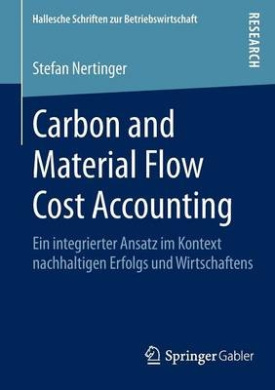 Hallesche Schriften zur Betriebswirtschaft
RESEARCH
Stefan Nertinger
Carbon and
Material Flow
Cost Accounting
Ein integrierter Ansatz im Kontext
nachhaltigen Erfolgs und Wirtschaftens
Springer Gabler